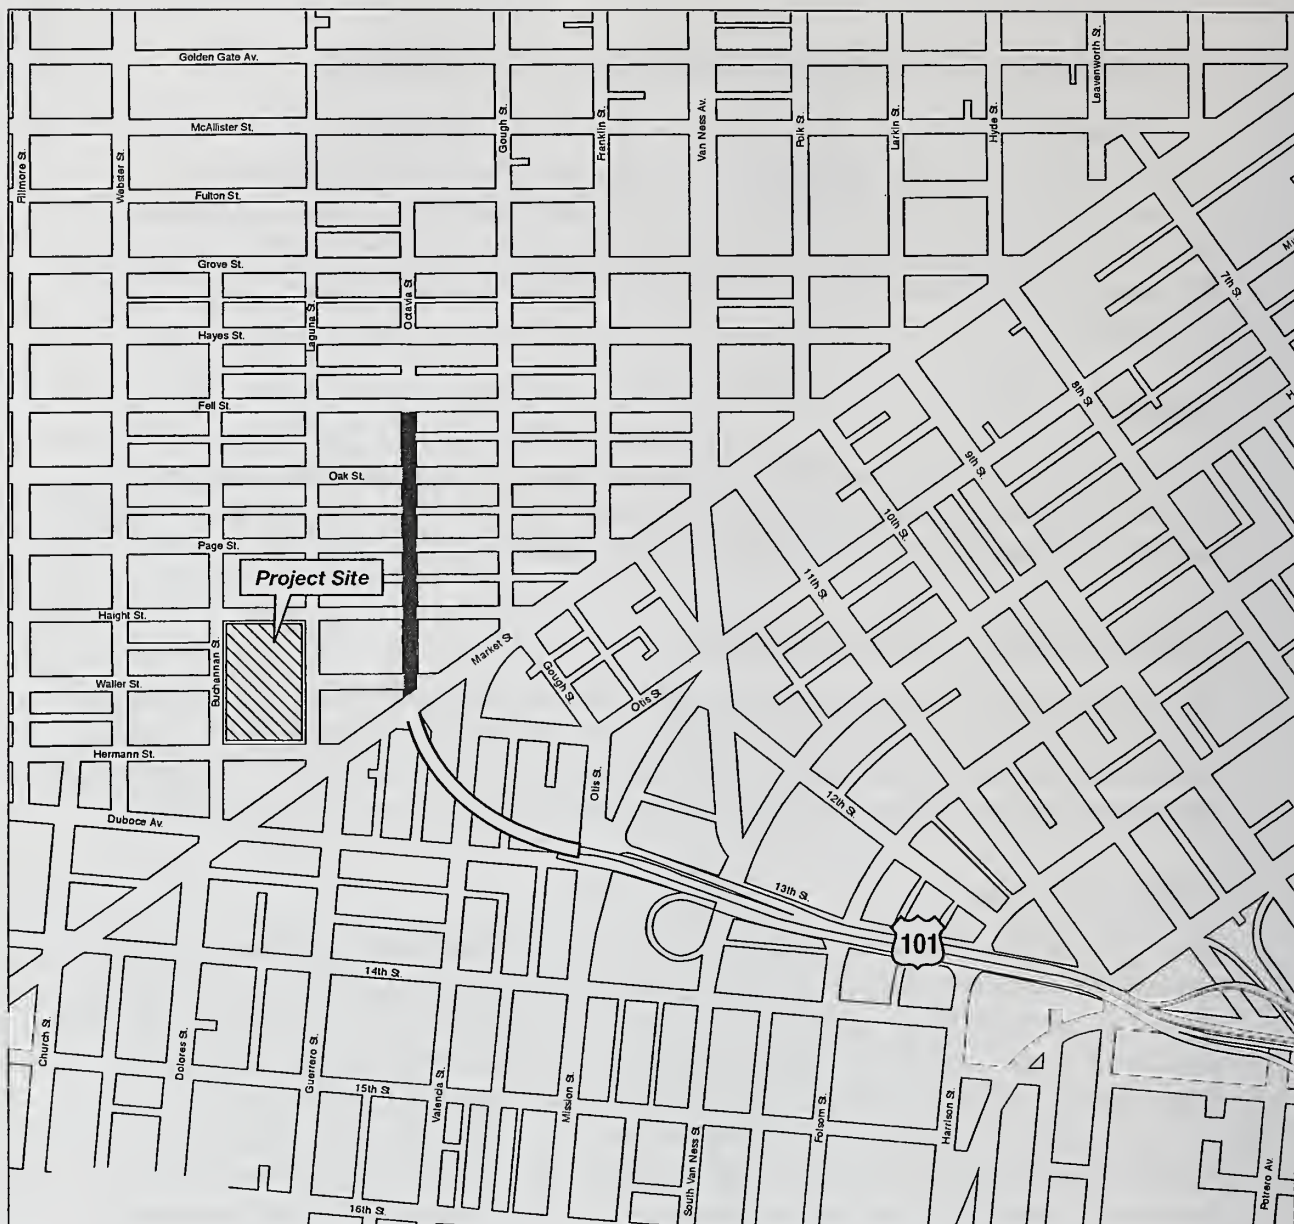 Golden Gate Av.
McAllister St.
Fulton St.
Grove St.
Hayes St.
Fell St.
Oak St.
Page St.
Haight St.
Waller St.
Hermann St.
Duboce Av.
Fillmore St.
Webster St.
Buchannan St.
Laguna St.
Octavia St
Gough St.
Franklin St.
Van Ness Av.
Polk St.
Larkin St.
Hyde St.
Leavenworth St.
Project Site
Market St
Gough St.
Otis St
Otis St.
7th St.
8th St
9th St.
10th St.
11th St
12th St
13th St.
101
14th St.
15th St
16th St.
Church St.
Dolores St.
Guerrero St.
Valencia St.
Mission St.
South Van Ness St
Folsom St.
Harrison St
Potrero Av.